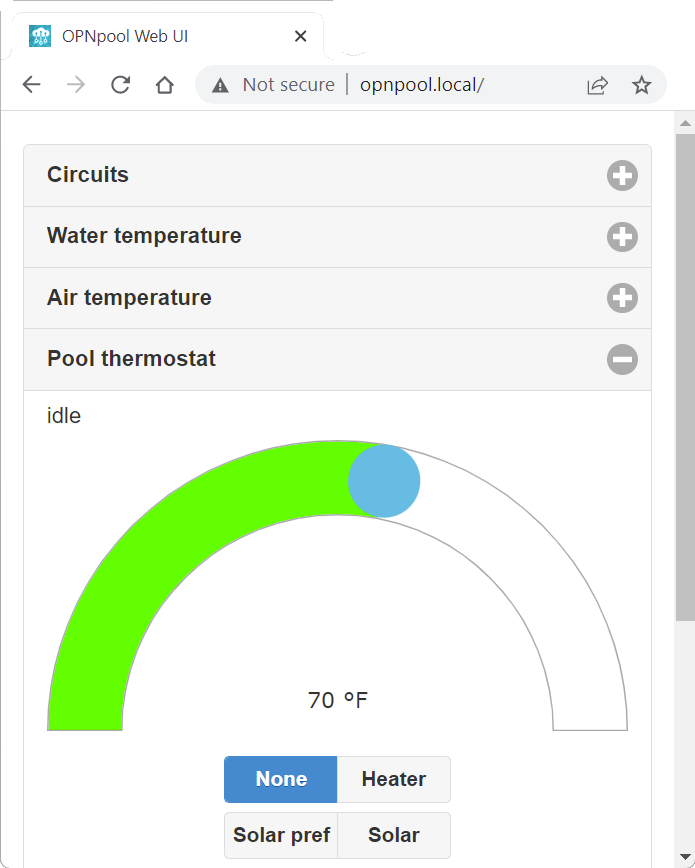 OPNpool Web UI
Not secure | opnpool.local/
Circuits
Water temperature
Air temperature
Pool thermostat
idle
70 °F
None Heater
Solar pref Solar